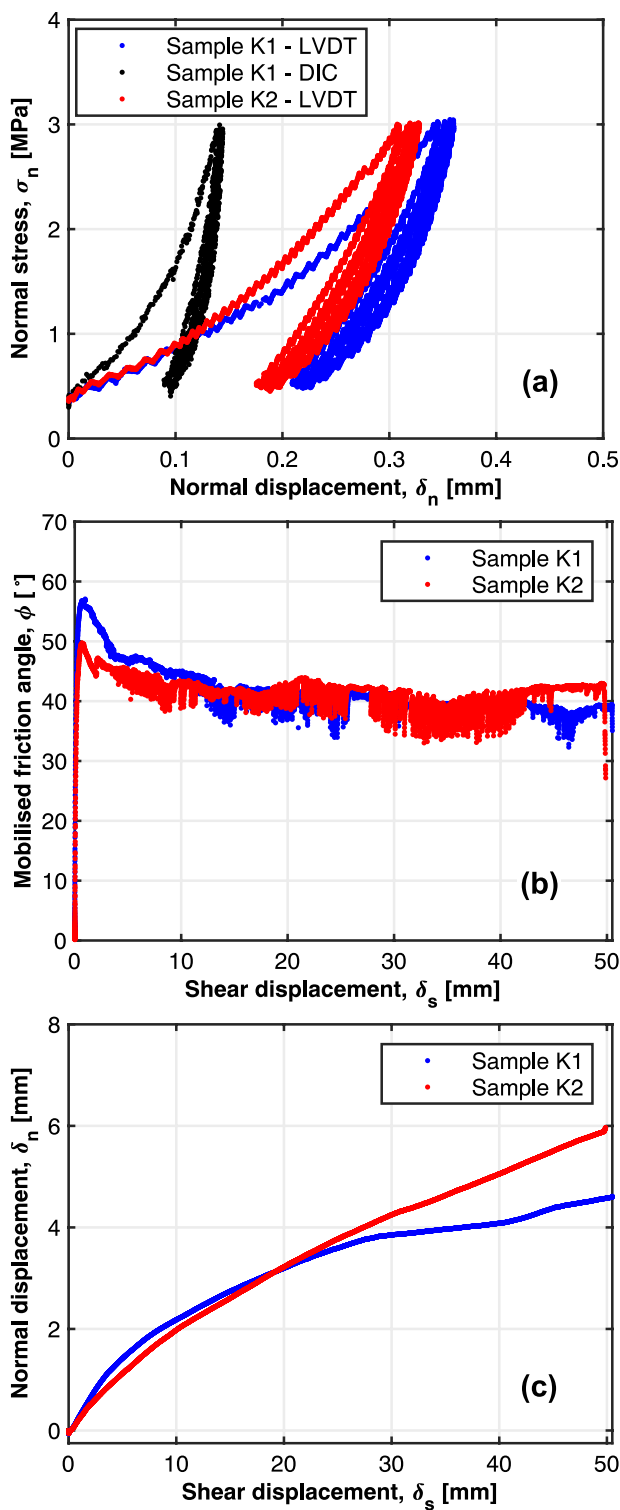 Sample K1 - LVDT
Sample K1 - DIC
Sample K2 - LVDT
Normal stress, σn [MPa]
4
3
2
1
0
(a)
0 0.1 0.2 0.3 0.4 0.5
Normal displacement, δn [mm]
Sample K1
Sample K2
Mobilised friction angle, ϕ [°]
70
60
50
40
30
20
10
0
(b)
0 10 20 30 40 50
Shear displacement, δs [mm]
Sample K1
Sample K2
Normal displacement, δn [mm]
8
6
4
2
0
(c)
0 10 20 30 40 50
Shear displacement, δs [mm]